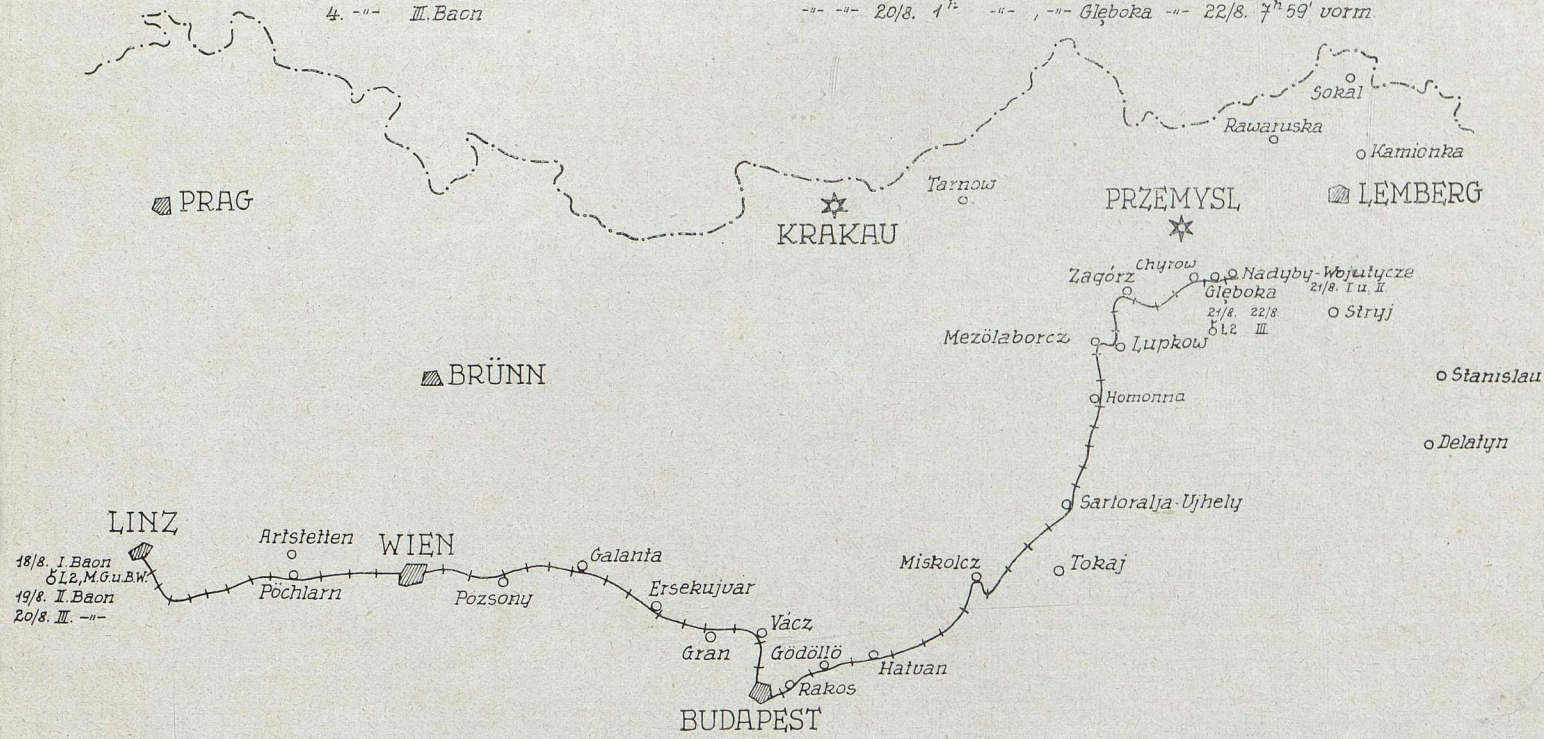 4. -"- III. Baon -"- -"- 20/8. 1ʰ -"- , -"- Głęboka -"- 22/8. 7ʰ 59' vorm.
Sokal
Rawaruska
Kamionka
PRAG
Tarnow
KRAKAU
PRZEMYSL
LEMBERG
Zagórz
Chyrow
Nadyby-Wojutycze
21/8. I u. II
Głęboka
21/8. 22/8
I,2 III.
Stryj
Mezölaborcz
Lupkow
BRÜNN
Stanislau
Homonna
Delatyn
Sartoralja-Ujhely
LINZ
18/8. I. Baon
I,2, M.G.u.B.W.
19/8. II. Baon
20/8. III. -"-
Artstetten
Pöchlarn
WIEN
Pozsony
Galanta
Ersekujvar
Gran
Vácz
Gödöllö
Rakos
BUDAPEST
Hatvan
Miskolcz
Tokaj